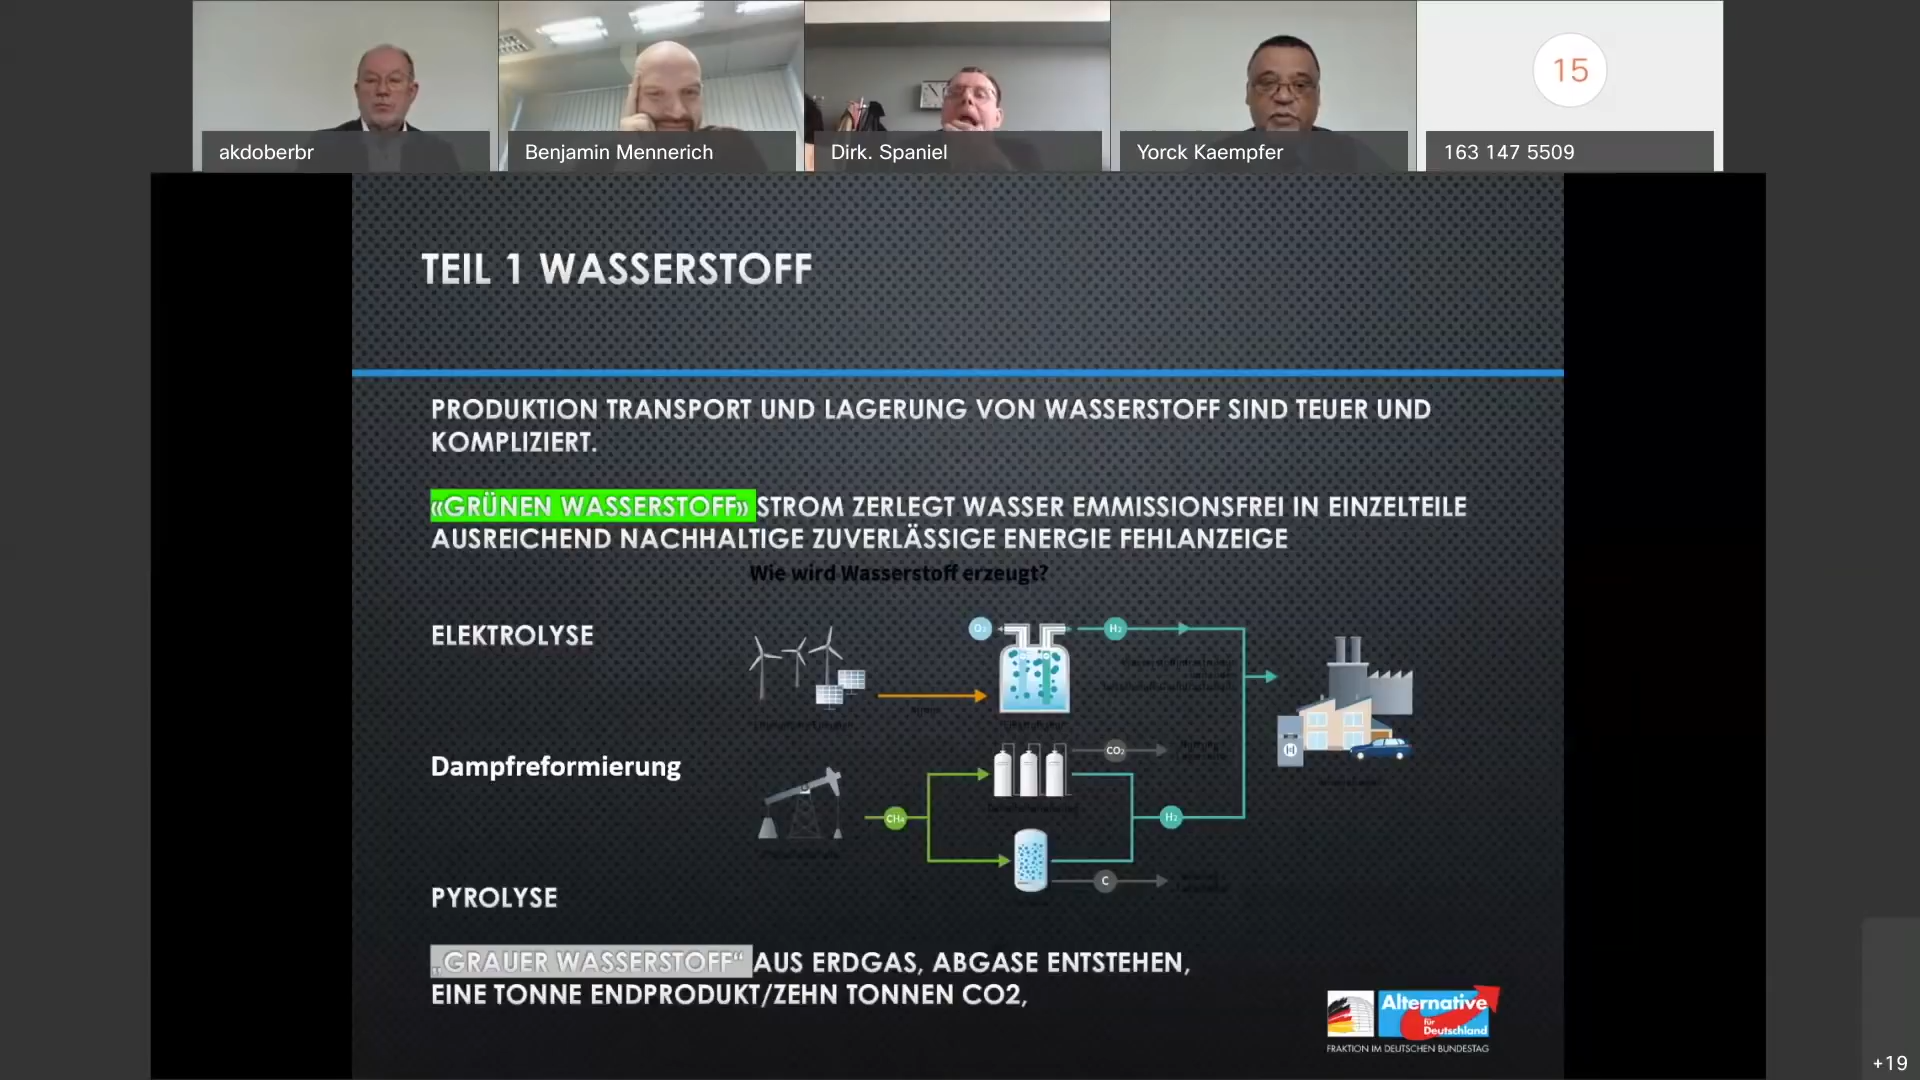 15
akdoberbr
Benjamin Mennerich
Dirk. Spaniel
Yorck Kaempfer
163 147 5509
TEIL 1 WASSERSTOFF
PRODUKTION TRANSPORT UND LAGERUNG VON WASSERSTOFF SIND TEUER UND
KOMPLIZIERT.
«GRÜNEN WASSERSTOFF» STROM ZERLEGT WASSER EMMISSIONSFREI IN EINZELTEILE
AUSREICHEND NACHHALTIGE ZUVERLÄSSIGE ENERGIE FEHLANZEIGE
Wie wird Wasserstoff erzeugt?
O₂
H₂
ELEKTROLYSE
Strom
CO₂
Dampfreformierung
CH₄
H₂
C
PYROLYSE
„GRAUER WASSERSTOFF“ AUS ERDGAS, ABGASE ENTSTEHEN,
EINE TONNE ENDPRODUKT/ZEHN TONNEN CO2,
Alternative
für
Deutschland
FRAKTION IM DEUTSCHEN BUNDESTAG
+19